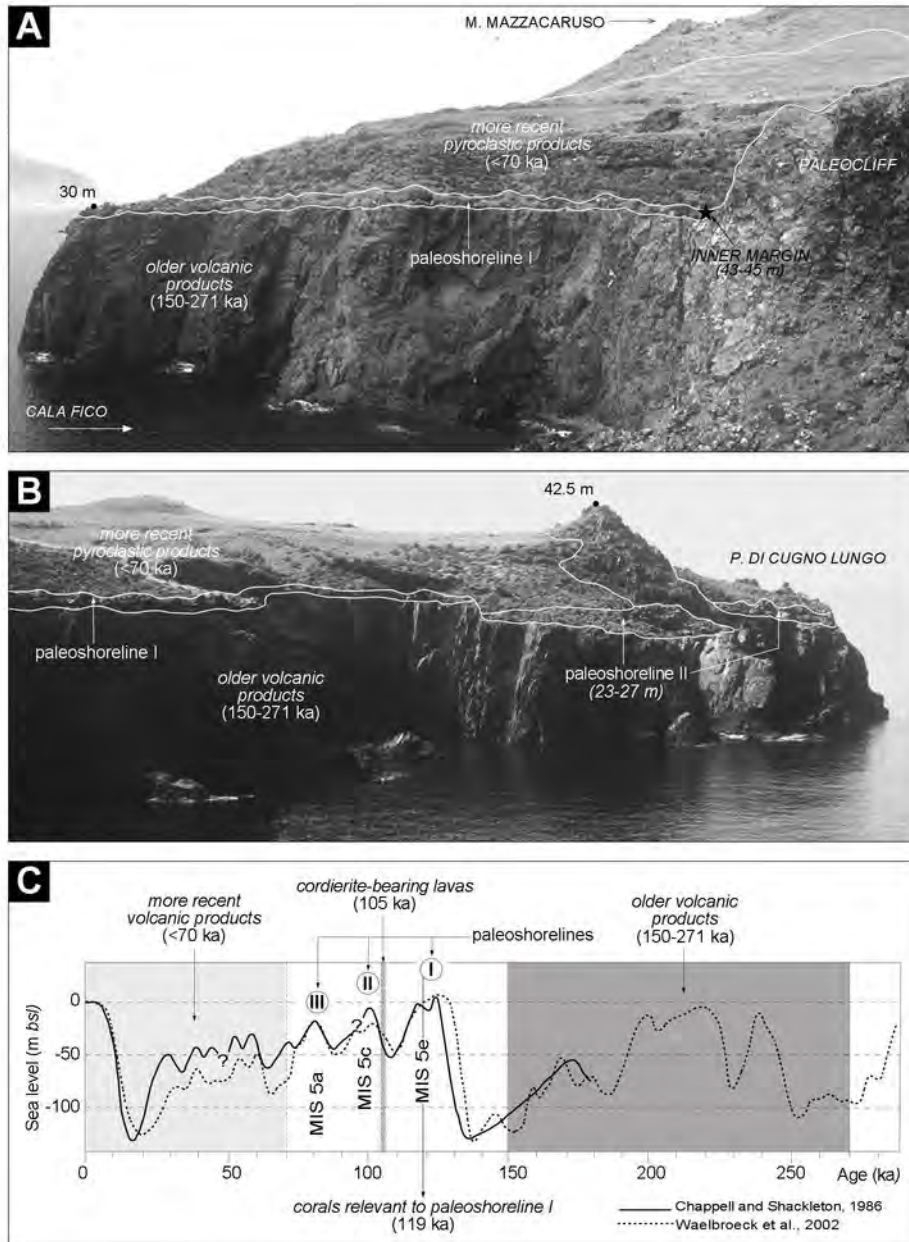 A
M. MAZZACARUSO
more recent
pyroclastic products
(<70 ka)
PALEOCLIFF
30 m
paleoshoreline I
INNER MARGIN
(43-45 m)
older volcanic
products
(150-271 ka)
CALA FICO
B
42.5 m
more recent
pyroclastic products
(<70 ka)
P. DI CUGNO LUNGO
paleoshoreline I
older volcanic
products
(150-271 ka)
paleoshoreline II
(23-27 m)
C
more recent
volcanic products
(<70 ka)
cordierite-bearing lavas
(105 ka)
older volcanic
products
(150-271 ka)
paleoshorelines
III
II
I
Sea level (m bsl)
0
-50
-100
?
?
MIS 5a
MIS 5c
MIS 5e
0
50
100
150
200
250
Age (ka)
corals relevant to paleoshoreline I
(119 ka)
Chappell and Shackleton, 1986
Waelbroeck et al., 2002